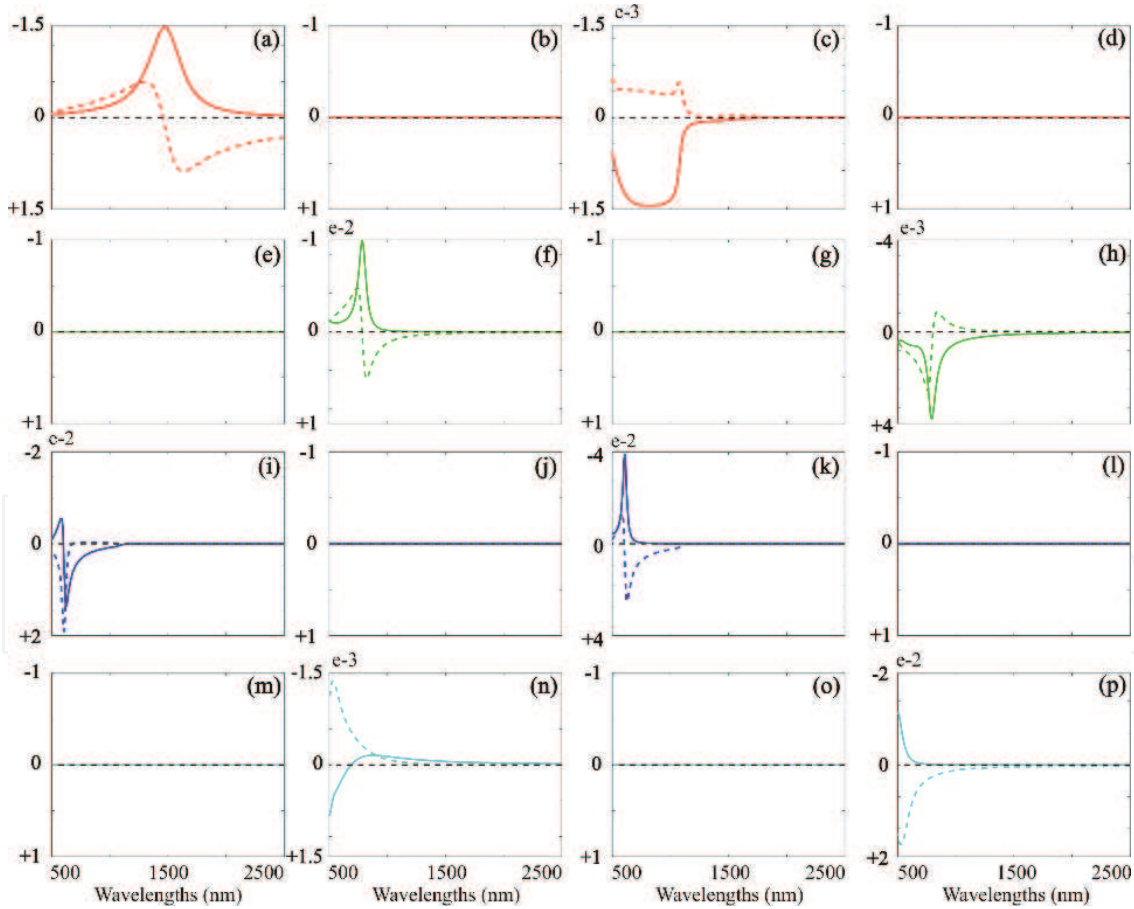 -1.5 (a) -1 (b) e-3 -1.5 (c) -1 (d)
0 0 0 0
+1.5 +1 +1.5 +1
-1 (e) e-2 -1 (f) -1 (g) e-3 -4 (h)
0 0 0 0
+1 +1 +1 +4
e-2 -2 (i) -1 (j) e-2 -4 (k) -1 (l)
0 0 0 0
+2 +1 +4 +1
-1 (m) e-3 -1.5 (n) -1 (o) e-2 -2 (p)
0 0 0 0
+1 +1.5 +1 +2
500 1500 2500 500 1500 2500 500 1500 2500 500 1500 2500
Wavelengths (nm) Wavelengths (nm) Wavelengths (nm) Wavelengths (nm)